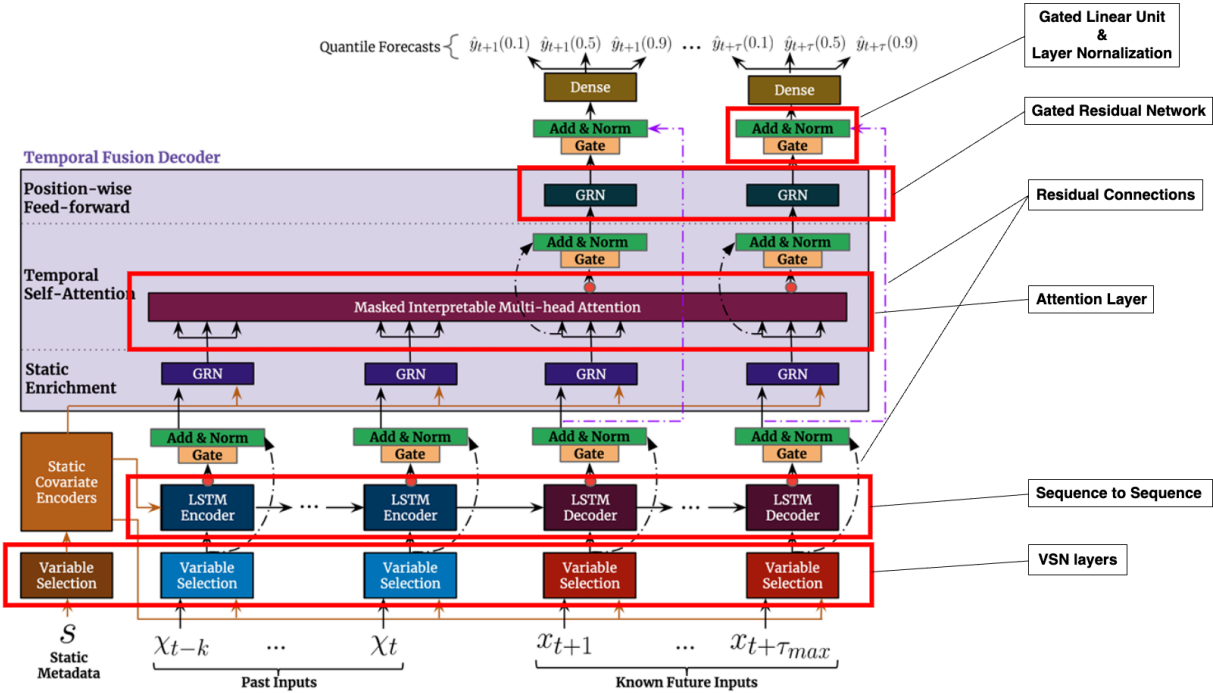 Gated Linear Unit
&
Layer Nornalization
Quantile Forecasts { ŷt+1(0.1) ŷt+1(0.5) ŷt+1(0.9) ... ŷt+τ(0.1) ŷt+τ(0.5) ŷt+τ(0.9)
Dense Dense
Gated Residual Network
Add & Norm Add & Norm
Gate Gate
Temporal Fusion Decoder
Position-wise
Feed-forward
GRN GRN
Residual Connections
Add & Norm Add & Norm
Gate Gate
Temporal
Self-Attention
Attention Layer
Masked Interpretable Multi-head Attention
Static
Enrichment
GRN GRN GRN GRN
Add & Norm Add & Norm Add & Norm Add & Norm
Gate Gate Gate Gate
Static
Covariate
Encoders
LSTM
Encoder
...
LSTM
Encoder
LSTM
Decoder
...
LSTM
Decoder
Sequence to Sequence
VSN layers
Variable
Selection
Variable
Selection
Variable
Selection
Variable
Selection
Variable
Selection
s
Static
Metadata
χt−k ... χt
xt+1 ... xt+τmax
Past Inputs
Known Future Inputs